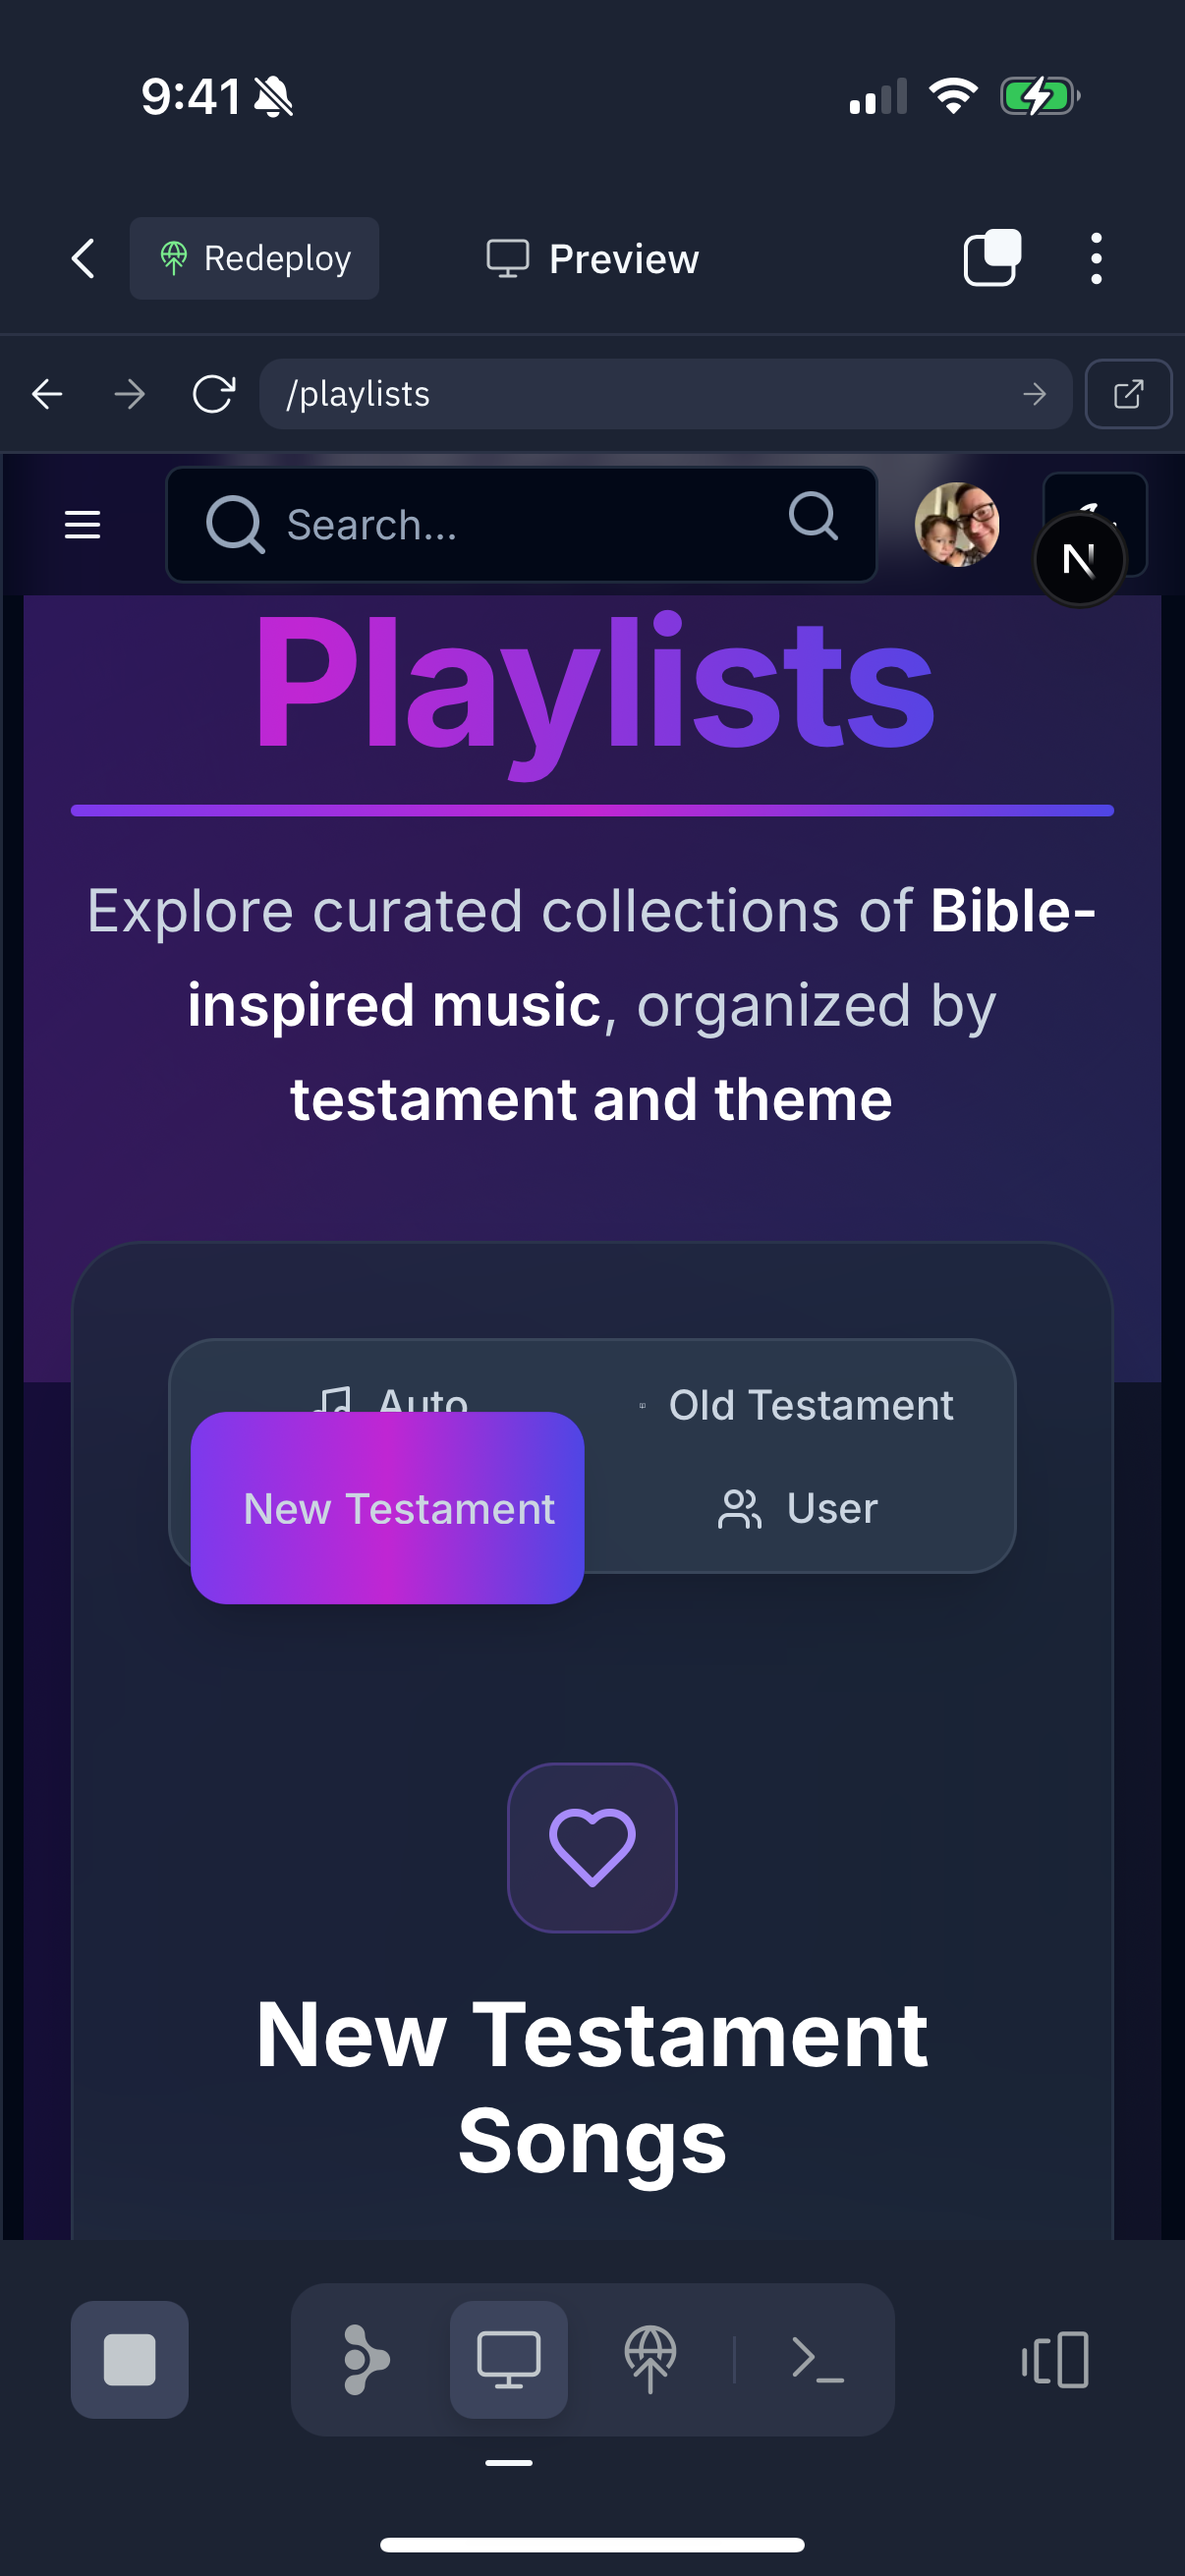 9:41
Redeploy
Preview
/playlists
Search...
N
Playlists
Explore curated collections of Bible-
inspired music, organized by
testament and theme
Auto
Old Testament
New Testament
User
New Testament
Songs